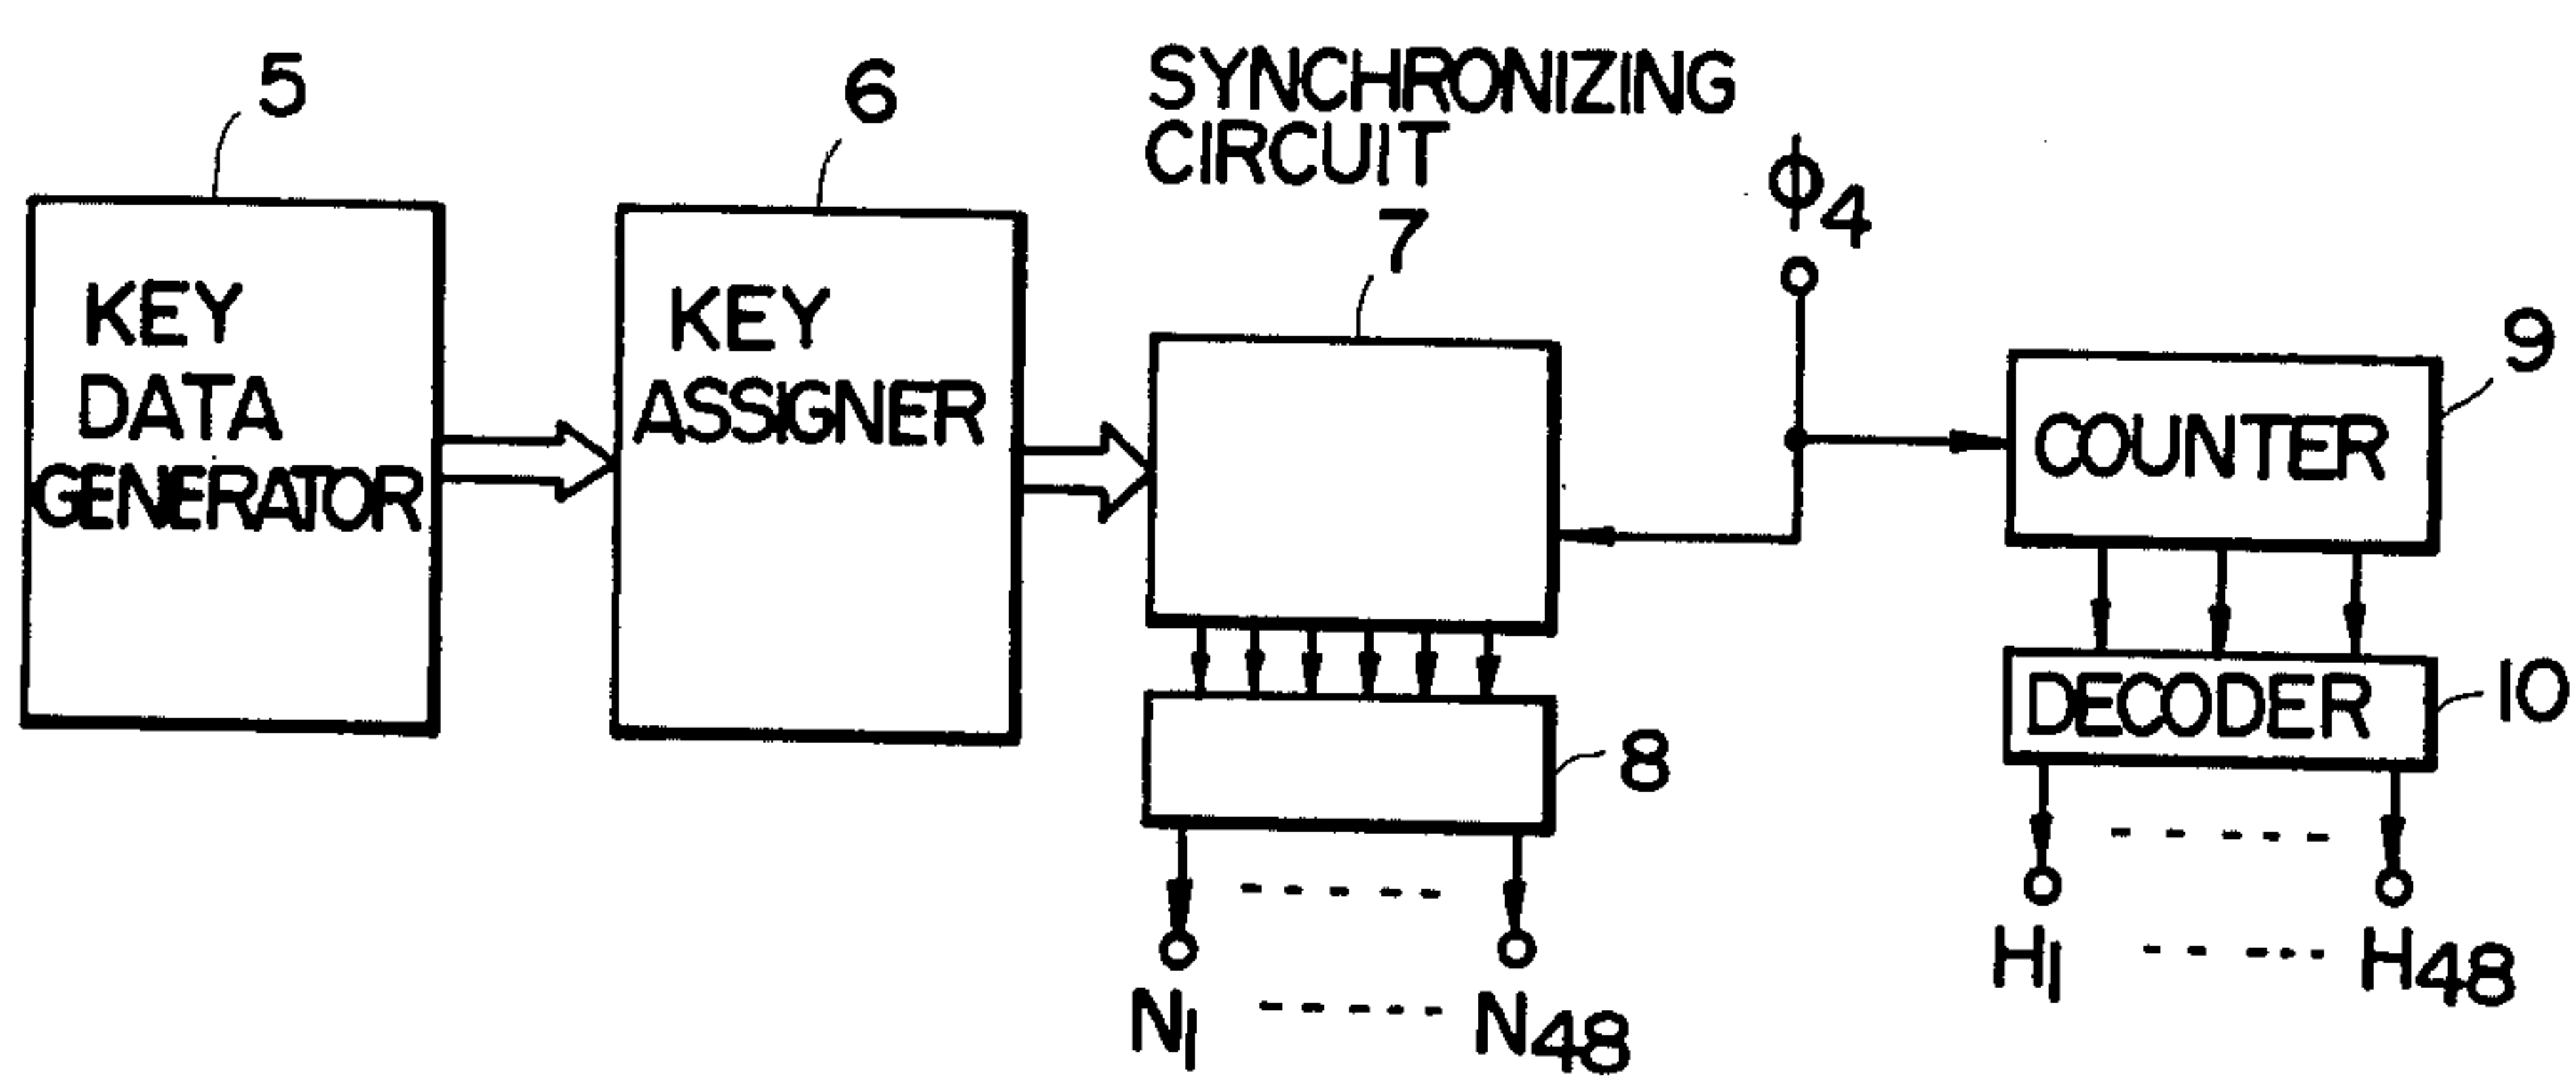 5
KEY
DATA
GENERATOR
6
KEY
ASSIGNER
SYNCHRONIZING
CIRCUIT
7
ϕ4
9
COUNTER
DECODER
10
8
N1 ----- N48
H1 ----- H48